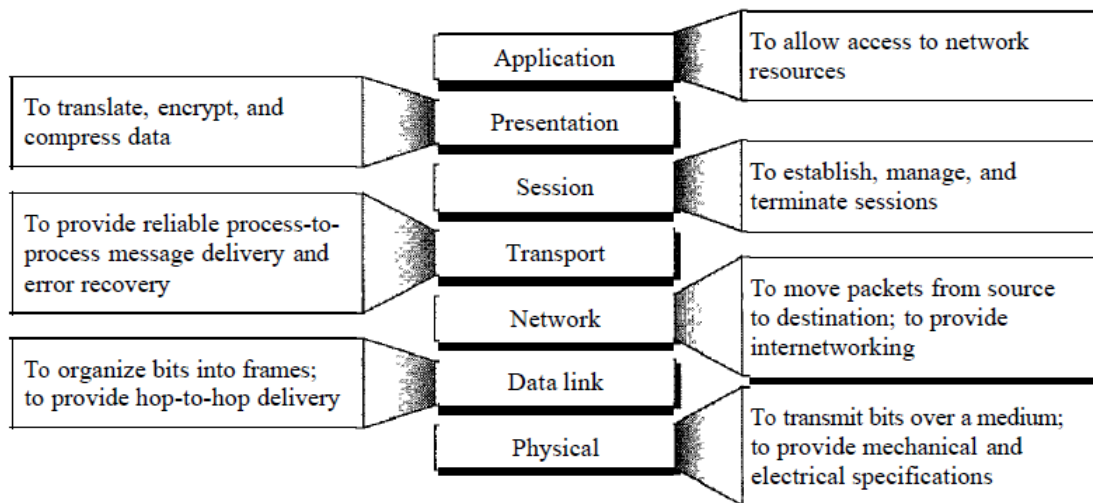 Application
To allow access to network
resources
To translate, encrypt, and
compress data
Presentation
Session
To establish, manage, and
terminate sessions
To provide reliable process-to-
process message delivery and
error recovery
Transport
Network
To move packets from source
to destination; to provide
internetworking
To organize bits into frames;
to provide hop-to-hop delivery
Data link
Physical
To transmit bits over a medium;
to provide mechanical and
electrical specifications